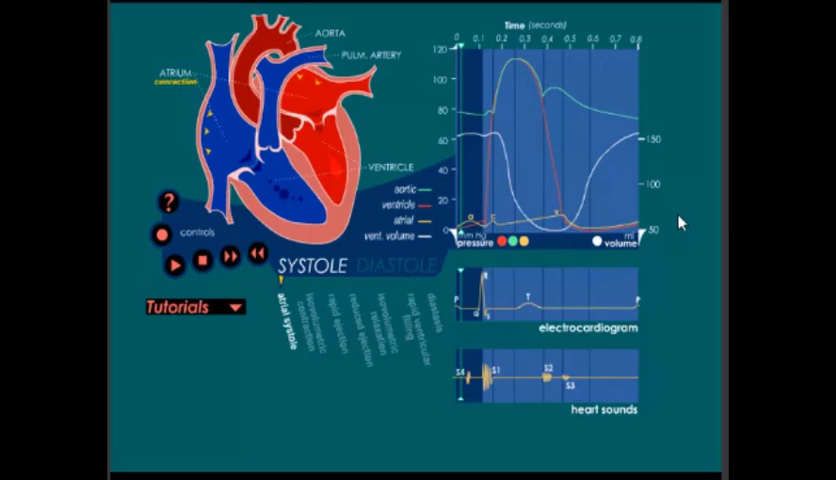 Time (seconds)
0 0.1 0.2 0.3 0.4 0.5 0.6 0.7 0.8
AORTA
PULM. ARTERY
ATRIUM
contraction
VENTRICLE
120
100
80
60
40
20
0
150
100
50
a c v
aortic
ventricle
atrial
vent. volume
mm Hg
pressure
ml
volume
?
controls
SYSTOLE DIASTOLE
Tutorials
atrial systole
isovolumetric contraction
rapid ejection
reduced ejection
isovolumetric relaxation
rapid ventricular filling
diastasis
P Q R S T P
electrocardiogram
S4 S1 S2 S3
heart sounds